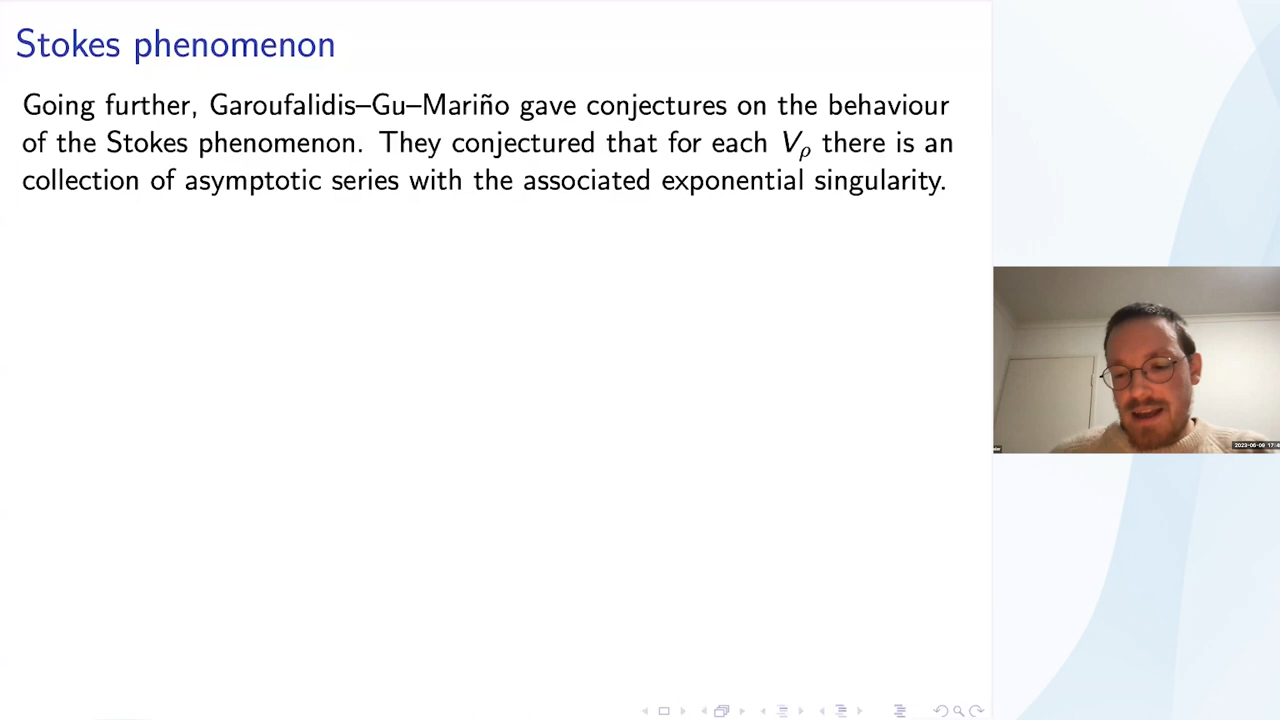 Stokes phenomenon
Going further, Garoufalidis–Gu–Mariño gave conjectures on the behaviour
of the Stokes phenomenon. They conjectured that for each Vρ there is an
collection of asymptotic series with the associated exponential singularity.